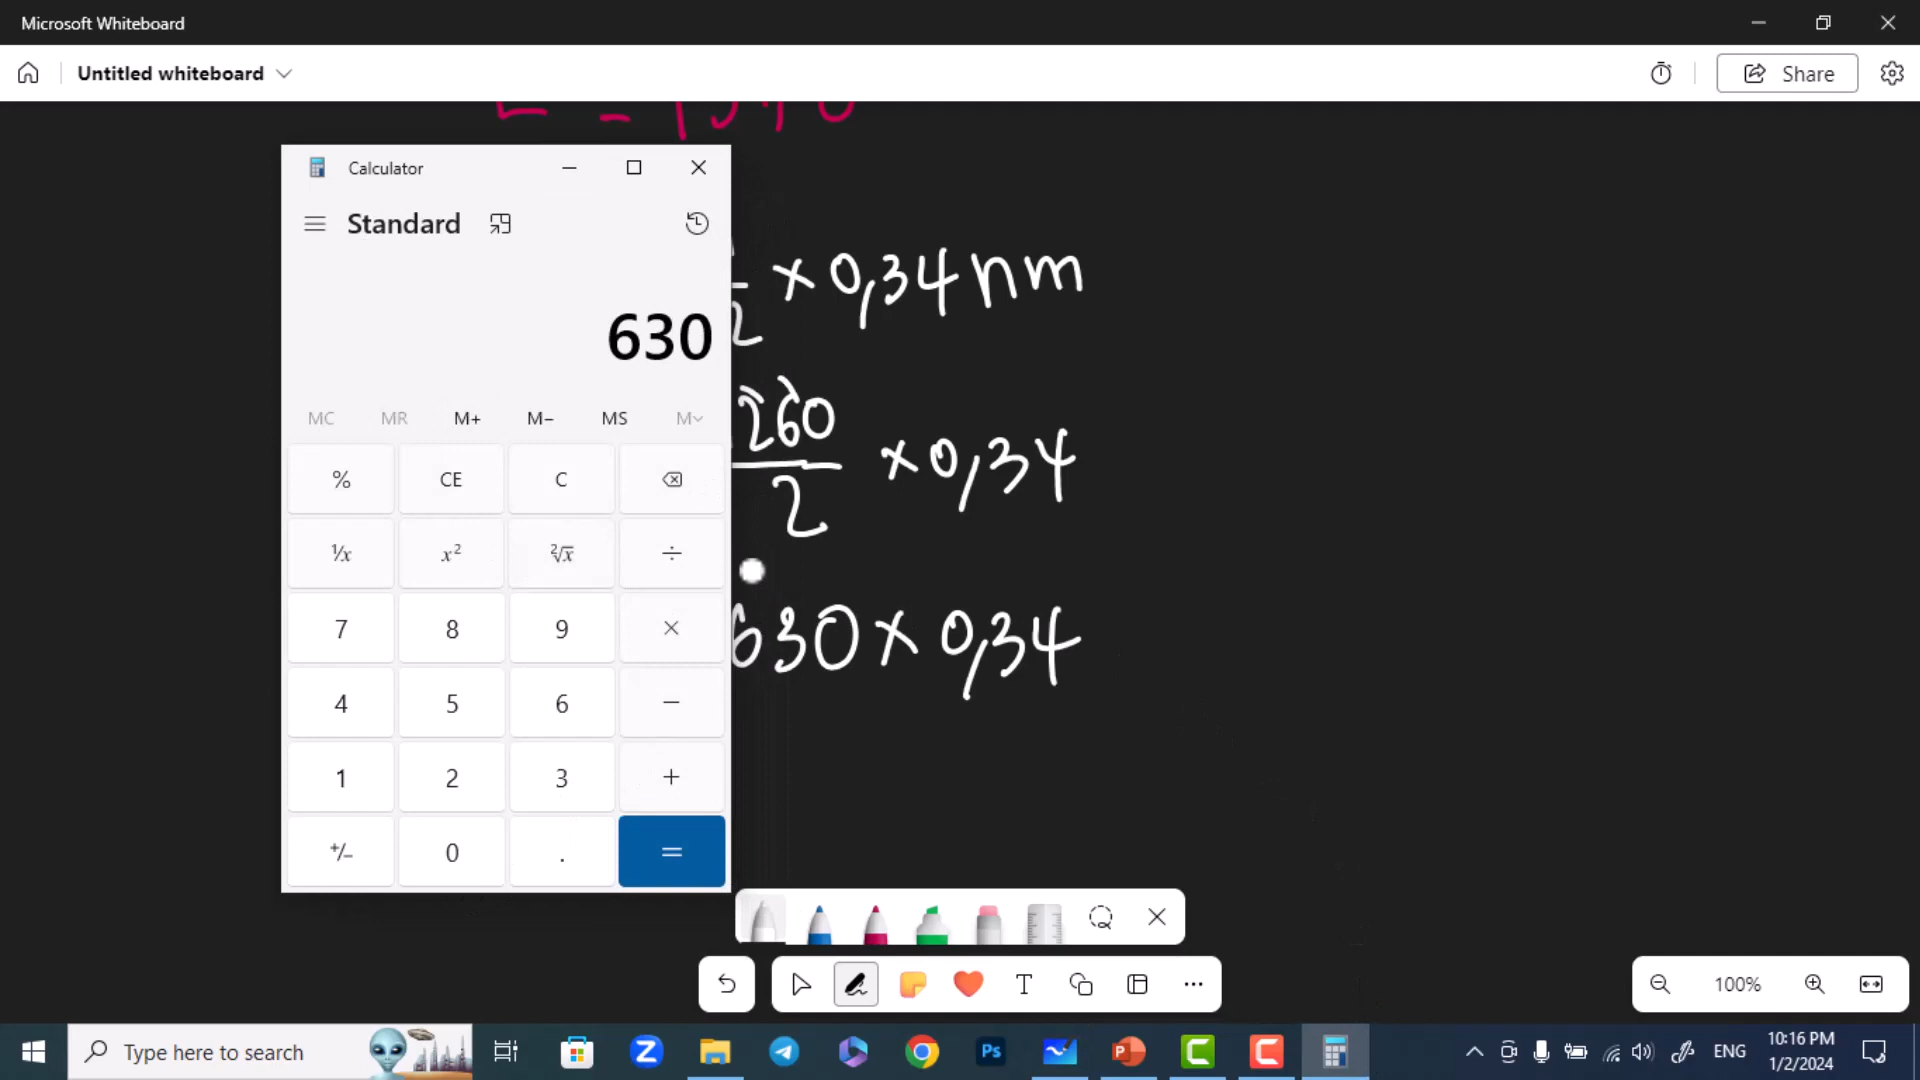 Microsoft Whiteboard
Untitled whiteboard
Share
Calculator
Standard
630
MC MR M+ M− MS M
% CE C
¹/x x² ²√x ÷
7 8 9 ×
4 5 6 −
1 2 3 +
+/− 0 . =
2 × 0,34 nm
260
2 × 0,34
630 × 0,34
T
100%
Type here to search
Ps
ENG
10:16 PM
1/2/2024